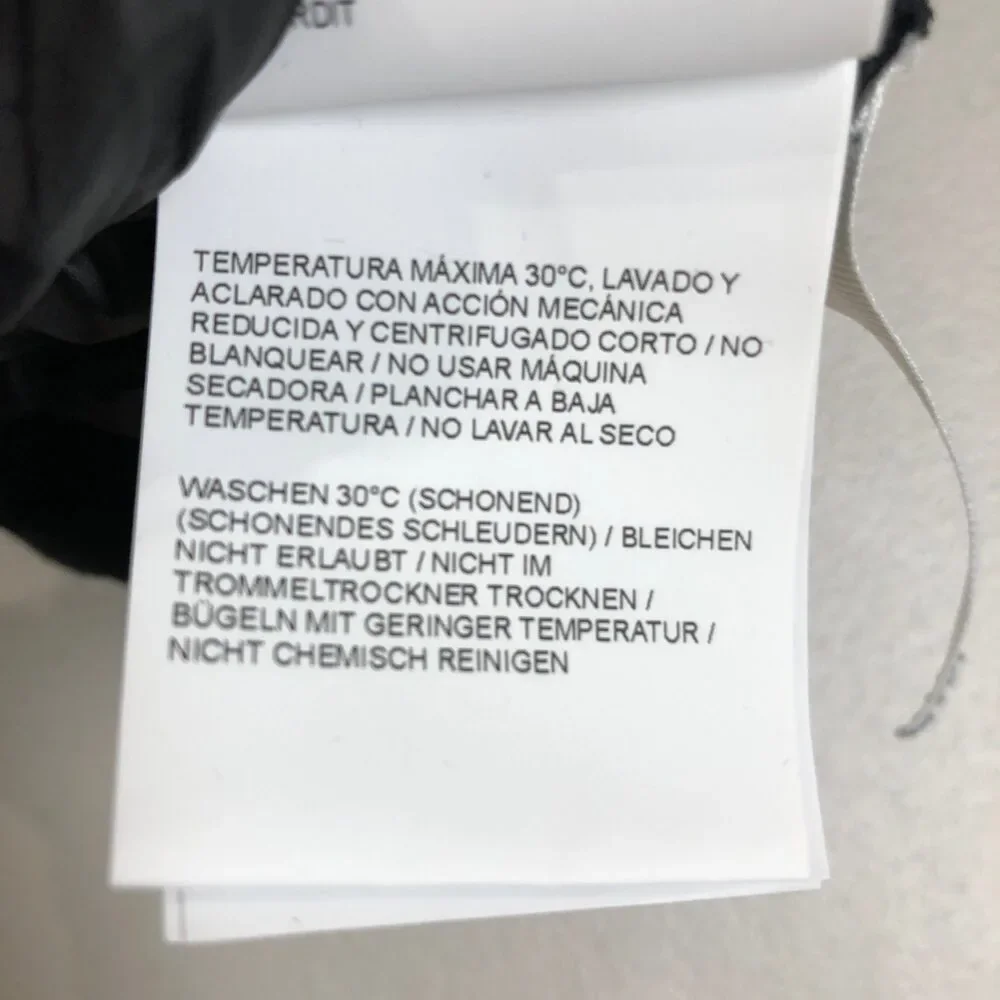 TEMPERATURA MÁXIMA 30°C, LAVADO Y
ACLARADO CON ACCIÓN MECÁNICA
REDUCIDA Y CENTRIFUGADO CORTO / NO
BLANQUEAR / NO USAR MÁQUINA
SECADORA / PLANCHAR A BAJA
TEMPERATURA / NO LAVAR AL SECO
WASCHEN 30°C (SCHONEND)
(SCHONENDES SCHLEUDERN) / BLEICHEN
NICHT ERLAUBT / NICHT IM
TROMMELTROCKNER TROCKNEN /
BÜGELN MIT GERINGER TEMPERATUR /
NICHT CHEMISCH REINIGEN